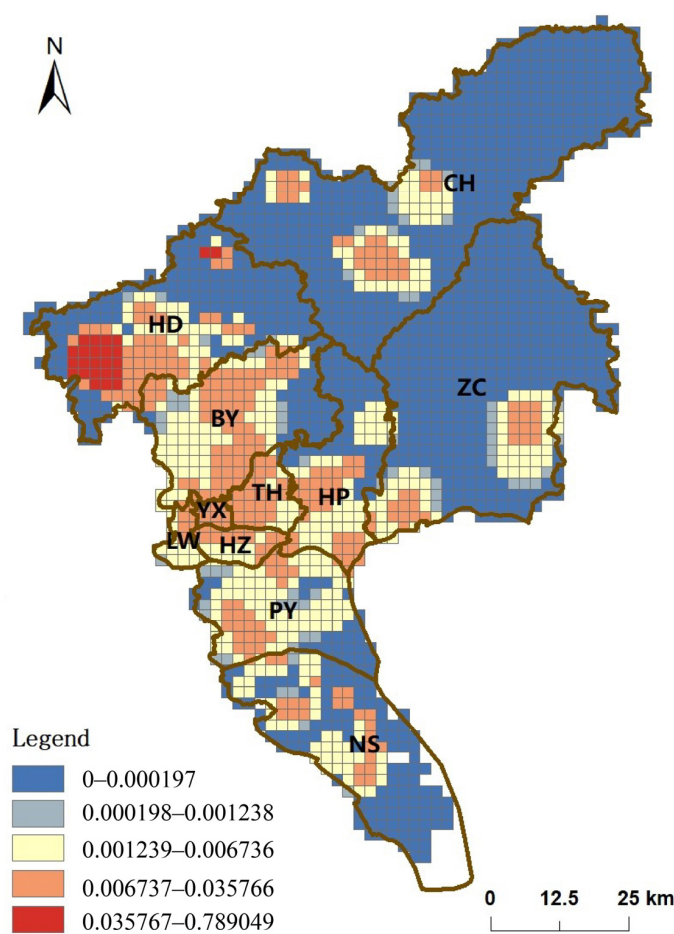 N
CH
HD
ZC
BY
TH
HP
YX
LW
HZ
PY
NS
Legend
0–0.000197
0.000198–0.001238
0.001239–0.006736
0.006737–0.035766
0.035767–0.789049
0 12.5 25 km